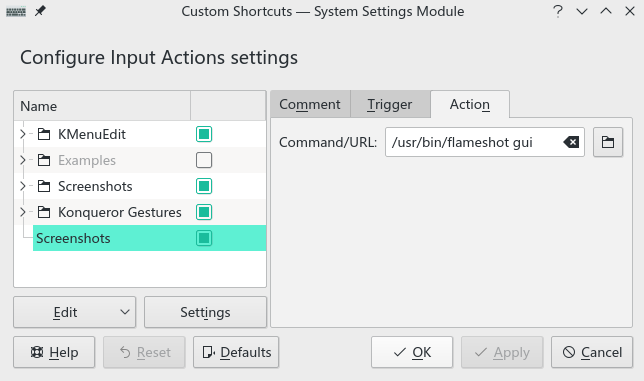 Custom Shortcuts — System Settings Module
Configure Input Actions settings
Name
KMenuEdit
Examples
Screenshots
Konqueror Gestures
Screenshots
Edit
Settings
Comment Trigger Action
Command/URL: /usr/bin/flameshot gui
Help Reset Defaults OK Apply Cancel